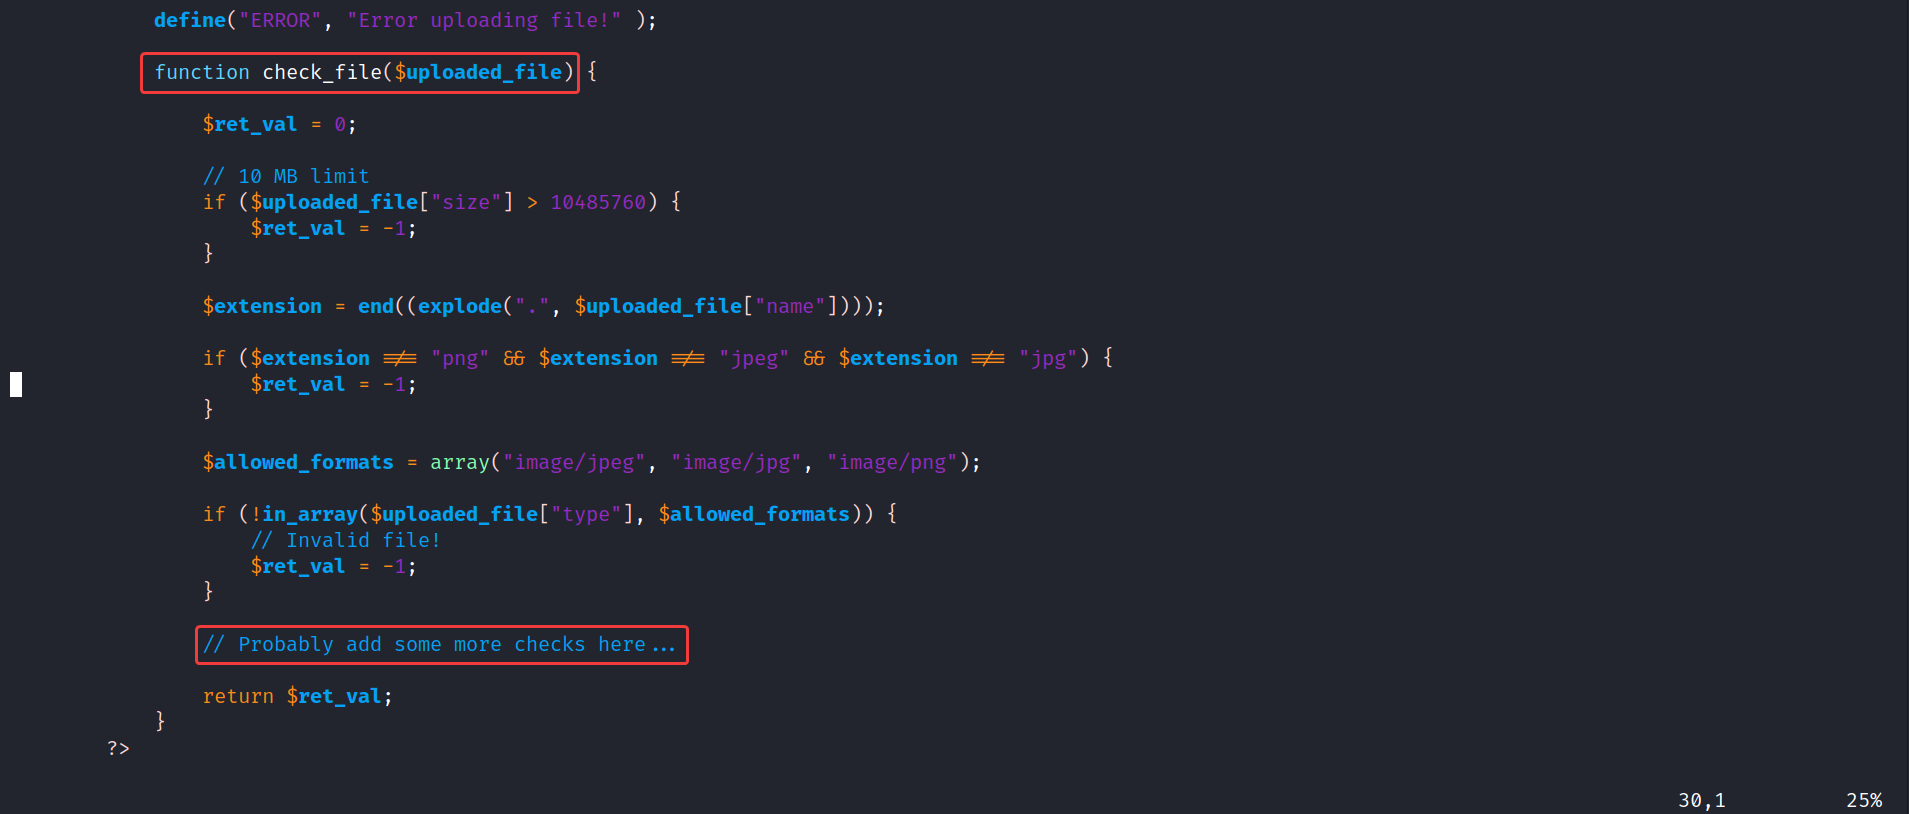 define("ERROR", "Error uploading file!" );
function check_file($uploaded_file) {
$ret_val = 0;
// 10 MB limit
if ($uploaded_file["size"] > 10485760) {
$ret_val = -1;
}
$extension = end((explode(".", $uploaded_file["name"])));
if ($extension !== "png" && $extension !== "jpeg" && $extension !== "jpg") {
$ret_val = -1;
}
$allowed_formats = array("image/jpeg", "image/jpg", "image/png");
if (!in_array($uploaded_file["type"], $allowed_formats)) {
// Invalid file!
$ret_val = -1;
}
// Probably add some more checks here...
return $ret_val;
}
?>
30,1 25%